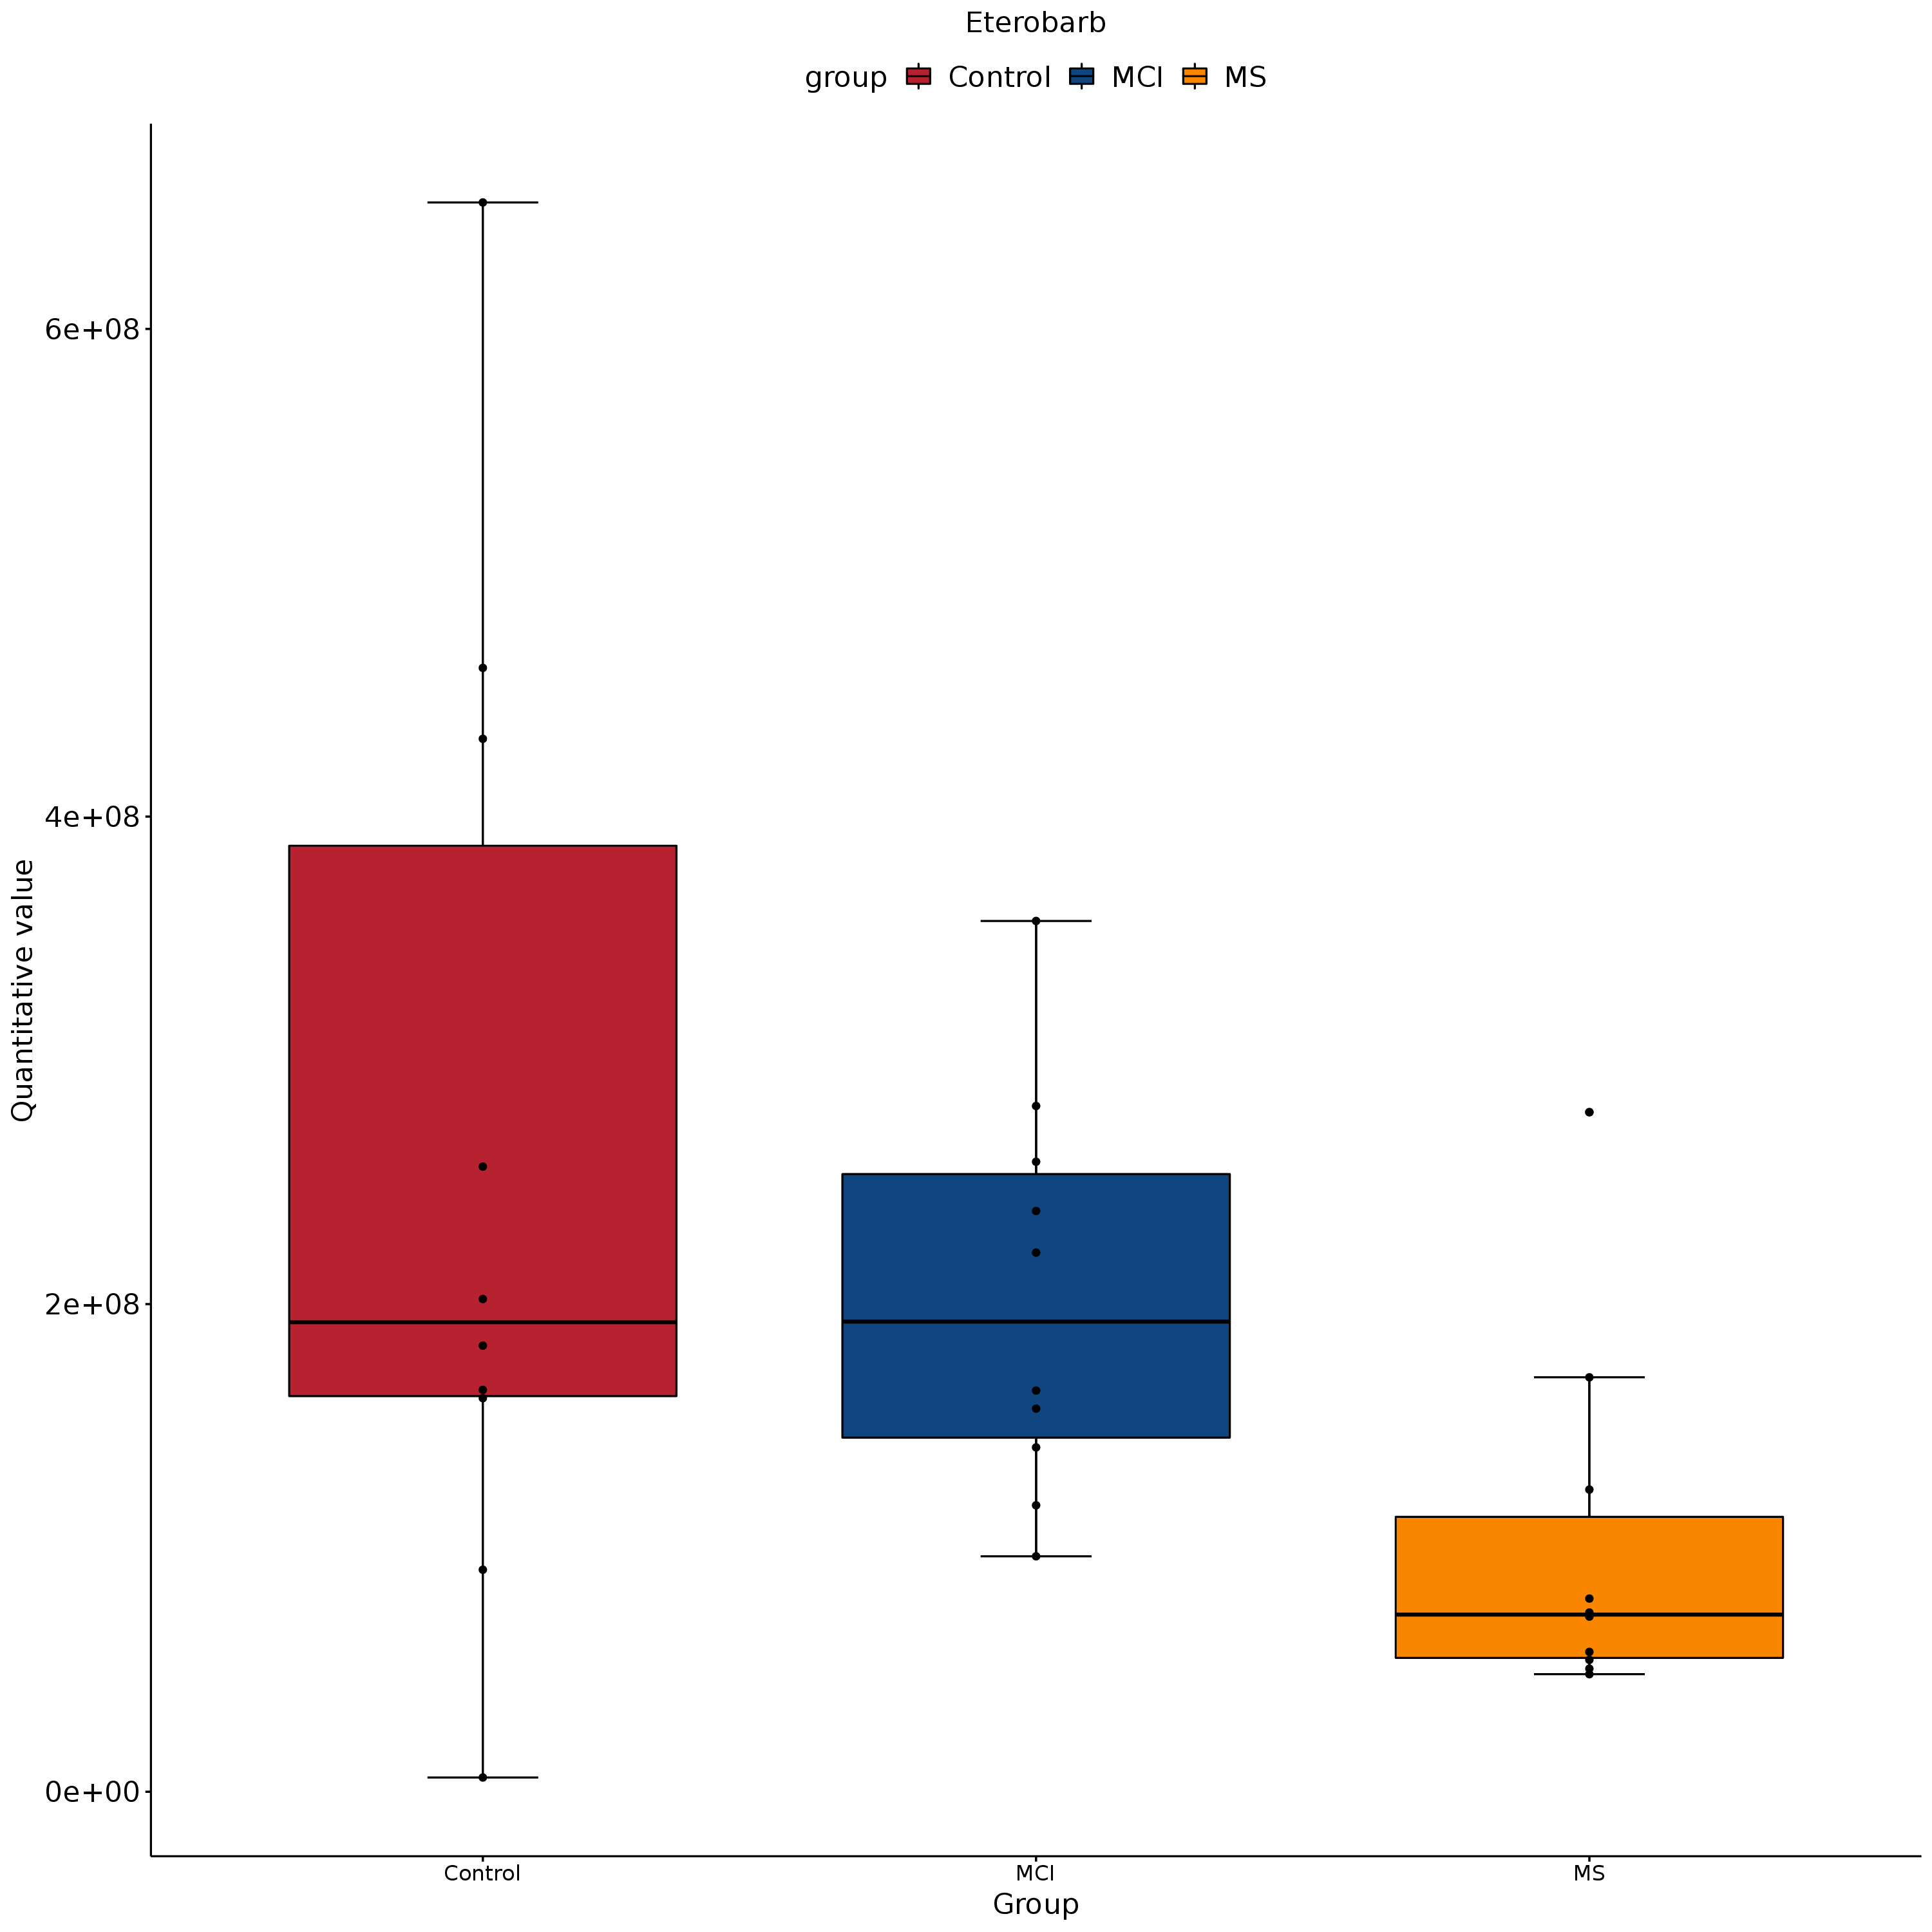 Eterobarb
group Control MCI MS
Quantitative value
6e+08
4e+08
2e+08
0e+00
Control MCI MS
Group